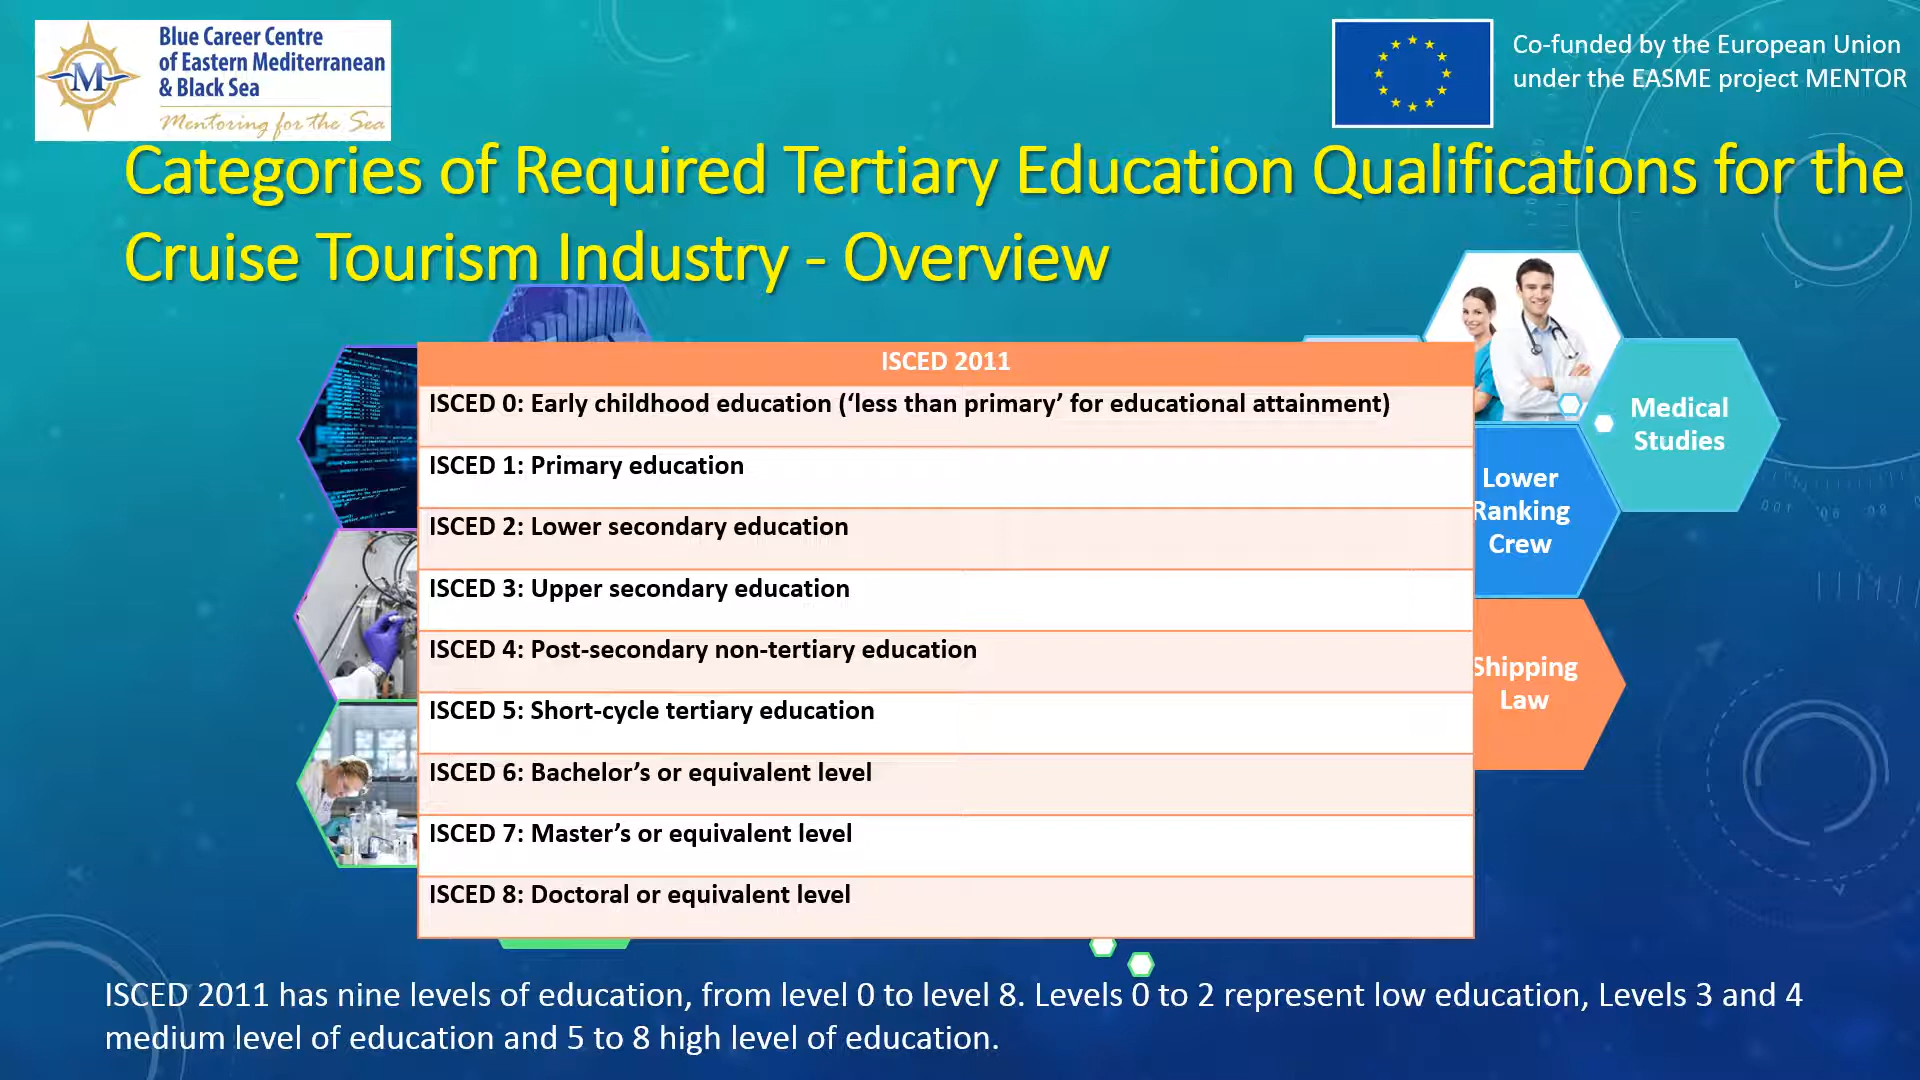 Blue Career Centre
of Eastern Mediterranean
& Black Sea
Mentoring for the Sea
M
Co-funded by the European Union
under the EASME project MENTOR
Categories of Required Tertiary Education Qualifications for the
Cruise Tourism Industry - Overview
ISCED 2011
ISCED 0: Early childhood education (‘less than primary’ for educational attainment)
ISCED 1: Primary education
ISCED 2: Lower secondary education
ISCED 3: Upper secondary education
ISCED 4: Post-secondary non-tertiary education
ISCED 5: Short-cycle tertiary education
ISCED 6: Bachelor’s or equivalent level
ISCED 7: Master’s or equivalent level
ISCED 8: Doctoral or equivalent level
Medical
Studies
Lower
Ranking
Crew
Shipping
Law
ISCED 2011 has nine levels of education, from level 0 to level 8. Levels 0 to 2 represent low education, Levels 3 and 4
medium level of education and 5 to 8 high level of education.